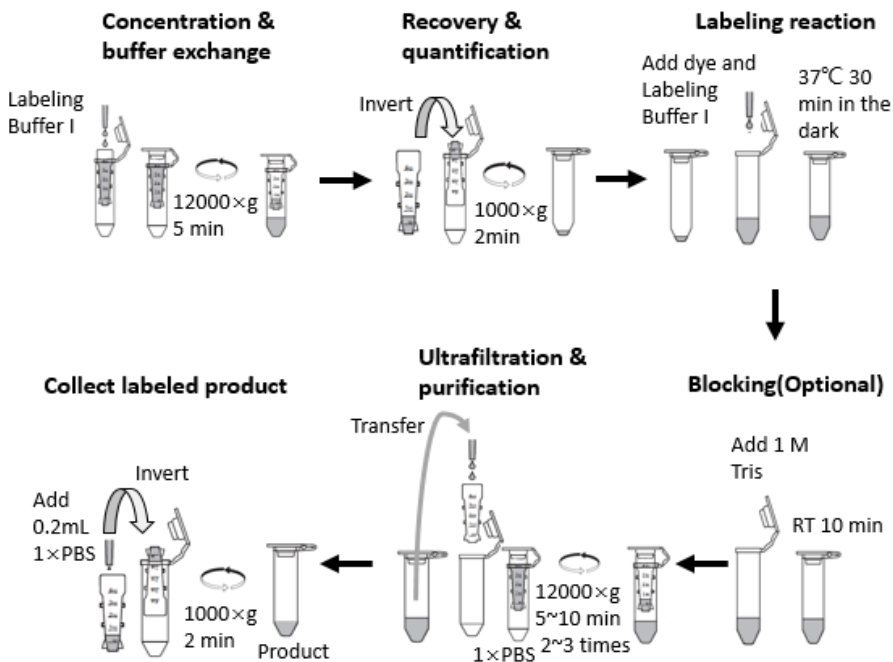 Concentration &
buffer exchange
Labeling
Buffer I
12000×g
5 min
Recovery &
quantification
Invert
1000×g
2min
Labeling reaction
Add dye and
Labeling
Buffer I
37℃ 30
min in the
dark
Blocking(Optional)
Add 1 M
Tris
RT 10 min
Ultrafiltration &
purification
Transfer
12000×g
5~10 min
2~3 times
1×PBS
Collect labeled product
Invert
Add
0.2mL
1×PBS
1000×g
2 min
Product